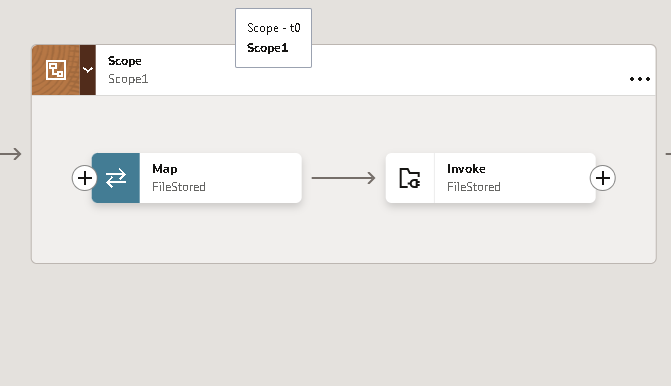 Scope - t0
Scope1
Scope
Scope1
Map
FileStored
Invoke
FileStored